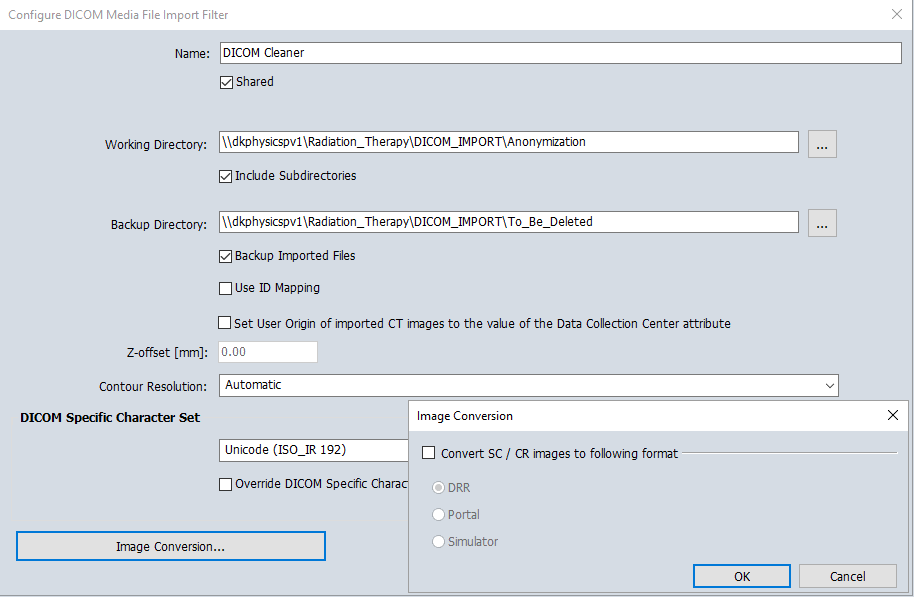 Configure DICOM Media File Import Filter
Name: DICOM Cleaner
Shared
Working Directory: \\dkphysicspv1\Radiation_Therapy\DICOM_IMPORT\Anonymization ...
Include Subdirectories
Backup Directory: \\dkphysicspv1\Radiation_Therapy\DICOM_IMPORT\To_Be_Deleted ...
Backup Imported Files
Use ID Mapping
Set User Origin of imported CT images to the value of the Data Collection Center attribute
Z-offset [mm]: 0.00
Contour Resolution: Automatic
DICOM Specific Character Set
Unicode (ISO_IR 192)
Override DICOM Specific Charac
Image Conversion...
Image Conversion
Convert SC / CR images to following format
DRR
Portal
Simulator
OK Cancel